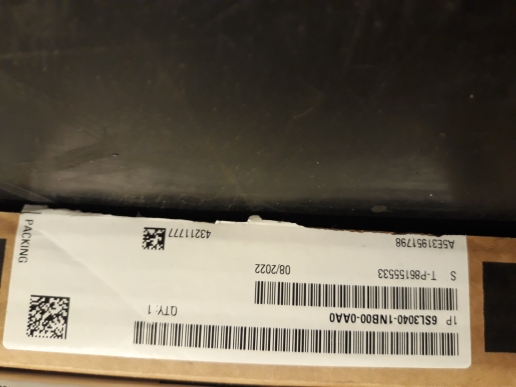 1P 6SL3040-1NB00-0AA0
QTY: 1
S T-P86155533
08/2022
A5E31951798
43211777
PACKING